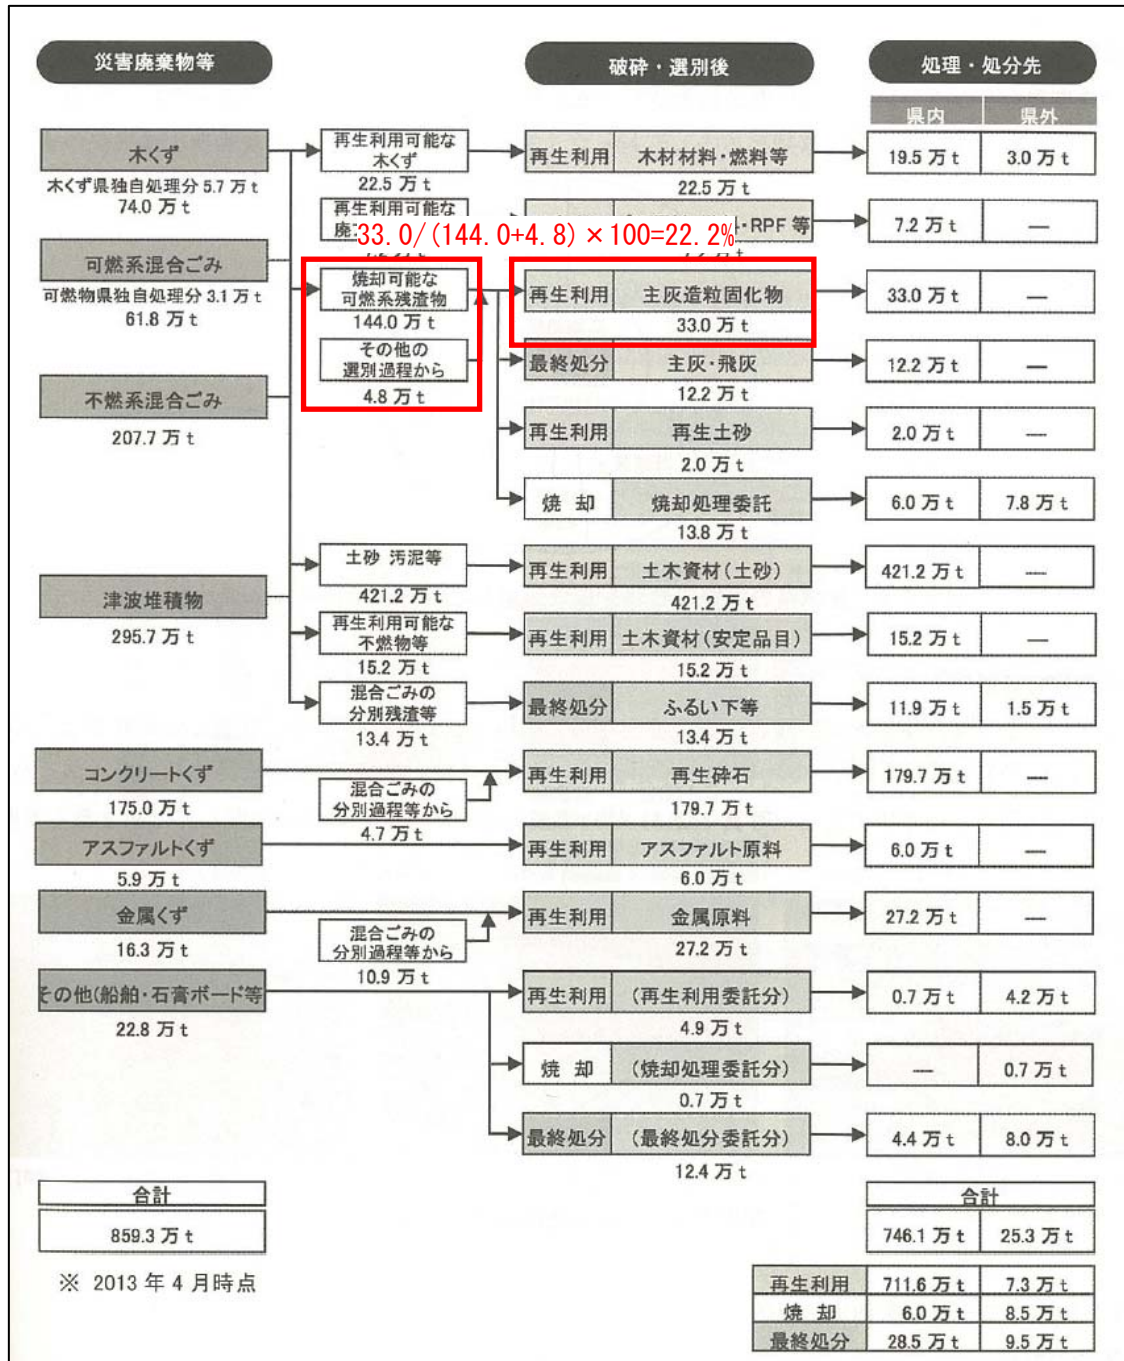 災害廃棄物等
破砕・選別後
処理・処分先
県内 県外
木くず
木くず県独自処理分 5.7 万 t
74.0 万 t
再生利用可能な
木くず
22.5 万 t
再生利用 木材材料・燃料等
22.5 万 t
19.5 万 t 3.0 万 t
再生利用可能な
廃
・RPF 等
7.2 万 t —
33.0/(144.0+4.8)×100=22.2%
可燃系混合ごみ
可燃物県独自処理分 3.1 万 t
61.8 万 t
焼却可能な
可燃系残渣物
144.0 万 t
再生利用 主灰造粒固化物
33.0 万 t
33.0 万 t —
その他の
選別過程から
4.8 万 t
最終処分 主灰・飛灰
12.2 万 t
12.2 万 t —
不燃系混合ごみ
207.7 万 t
再生利用 再生土砂
2.0 万 t
2.0 万 t —
焼 却 焼却処理委託
13.8 万 t
6.0 万 t 7.8 万 t
津波堆積物
295.7 万 t
土砂 汚泥等
421.2 万 t
再生利用 土木資材(土砂)
421.2 万 t
421.2 万 t —
再生利用可能な
不燃物等
15.2 万 t
再生利用 土木資材(安定品目)
15.2 万 t
15.2 万 t —
混合ごみの
分別残渣等
13.4 万 t
最終処分 ふるい下等
13.4 万 t
11.9 万 t 1.5 万 t
コンクリートくず
175.0 万 t
混合ごみの
分別過程等から
4.7 万 t
再生利用 再生砕石
179.7 万 t
179.7 万 t —
アスファルトくず
5.9 万 t
再生利用 アスファルト原料
6.0 万 t
6.0 万 t —
金属くず
16.3 万 t
混合ごみの
分別過程等から
10.9 万 t
再生利用 金属原料
27.2 万 t
27.2 万 t —
その他(船舶・石膏ボード等
22.8 万 t
再生利用 (再生利用委託分)
4.9 万 t
0.7 万 t 4.2 万 t
焼 却 (焼却処理委託分)
0.7 万 t
— 0.7 万 t
最終処分 (最終処分委託分)
12.4 万 t
4.4 万 t 8.0 万 t
合計
859.3 万 t
合計
746.1 万 t 25.3 万 t
※ 2013 年 4 月時点
再生利用 711.6 万 t 7.3 万 t
焼 却 6.0 万 t 8.5 万 t
最終処分 28.5 万 t 9.5 万 t